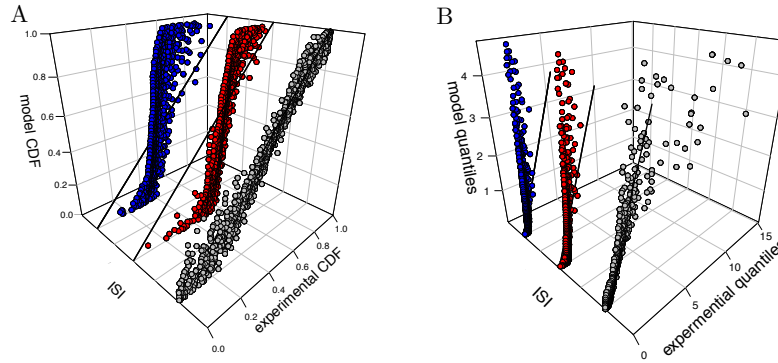 A
1.0
0.8
0.6
0.4
0.2
0.0
model CDF
ISI
0.0
0.2
0.4
0.6
0.8
1.0
experimental CDF
B
4
3
2
1
model quantiles
ISI
0
5
10
15
expermential quantiles